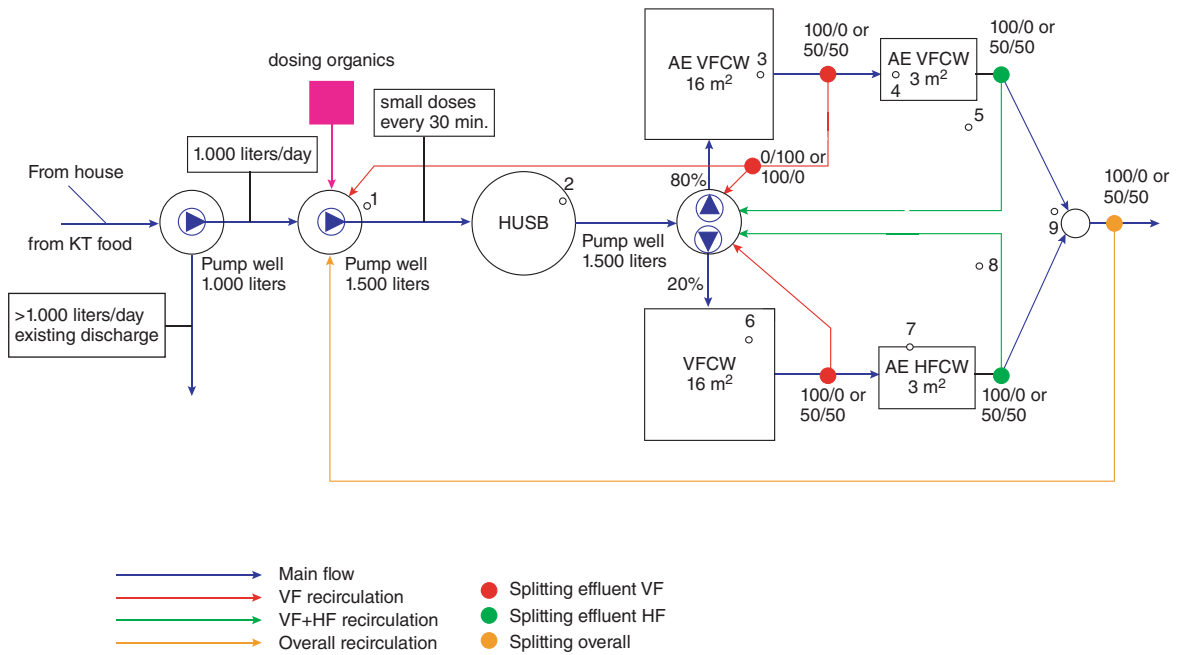 dosing organics
small doses
every 30 min.
1.000 liters/day
From house
from KT food
Pump well
1.000 liters
>1.000 liters/day
existing discharge
1
Pump well
1.500 liters
2
HUSB
Pump well
1.500 liters
80%
20%
AE VFCW
16 m²
3
100/0 or
50/50
0/100 or
100/0
AE VFCW
3 m²
4
100/0 or
50/50
5
6
VFCW
16 m²
100/0 or
50/50
7
AE HFCW
3 m²
100/0 or
50/50
8
9
100/0 or
50/50
Main flow
VF recirculation
VF+HF recirculation
Overall recirculation
Splitting effluent VF
Splitting effluent HF
Splitting overall